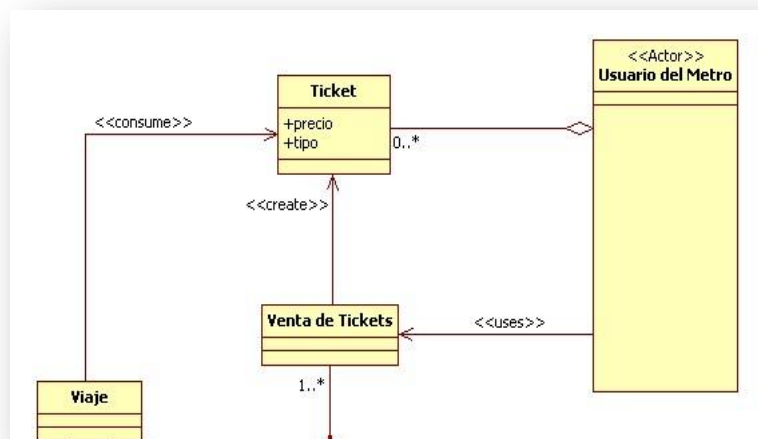 <<Actor>>
Usuario del Metro
Ticket
+precio
+tipo
0..*
<<consume>>
<<create>>
Venta de Tickets
<<uses>>
1..*
Viaje